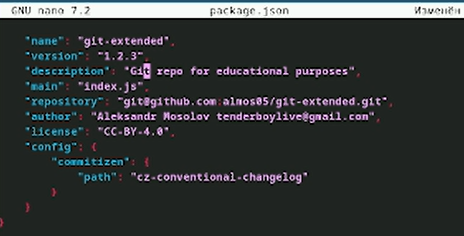 GNU nano 7.2 package.json Изменён
"name": "git-extended",
"version": "1.2.3",
"description": "Git repo for educational purposes",
"main": "index.js",
"repository": "git@github.com:almos05/git-extended.git",
"author": "Aleksandr Mosolov tenderboylive@gmail.com",
"license": "CC-BY-4.0",
"config": {
"commitizen": {
"path": "cz-conventional-changelog"
}
}
}